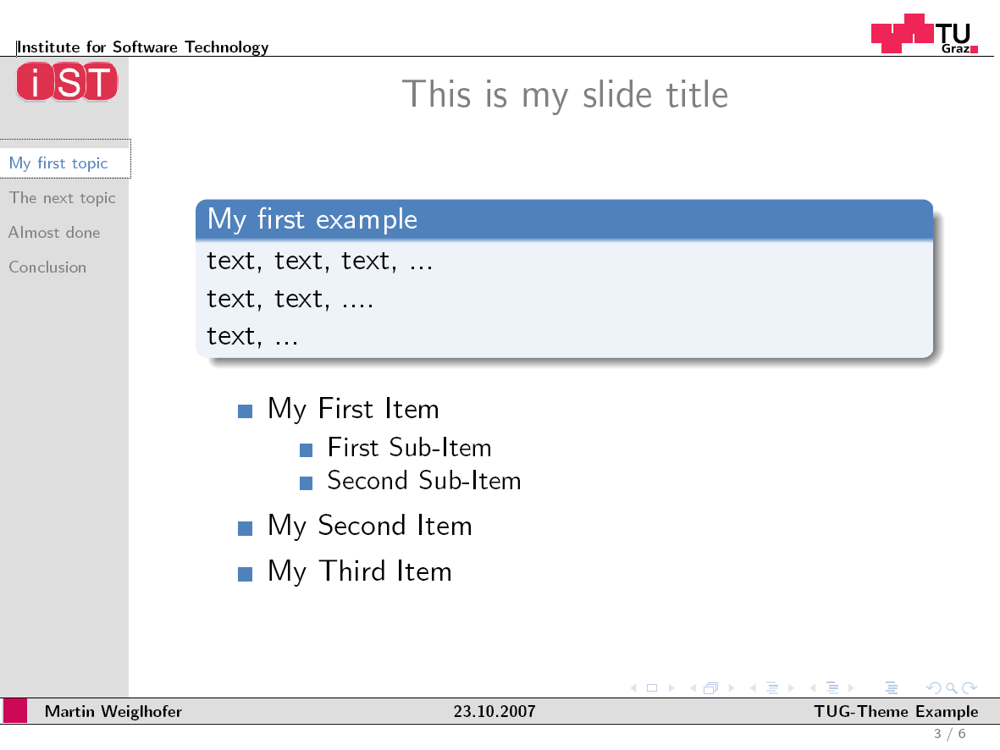 Institute for Software Technology
TU
Graz
iST
This is my slide title
My first topic
The next topic
Almost done
Conclusion
My first example
text, text, text, ...
text, text, ....
text, ...
My First Item
First Sub-Item
Second Sub-Item
My Second Item
My Third Item
Martin Weiglhofer 23.10.2007 TUG-Theme Example
3 / 6